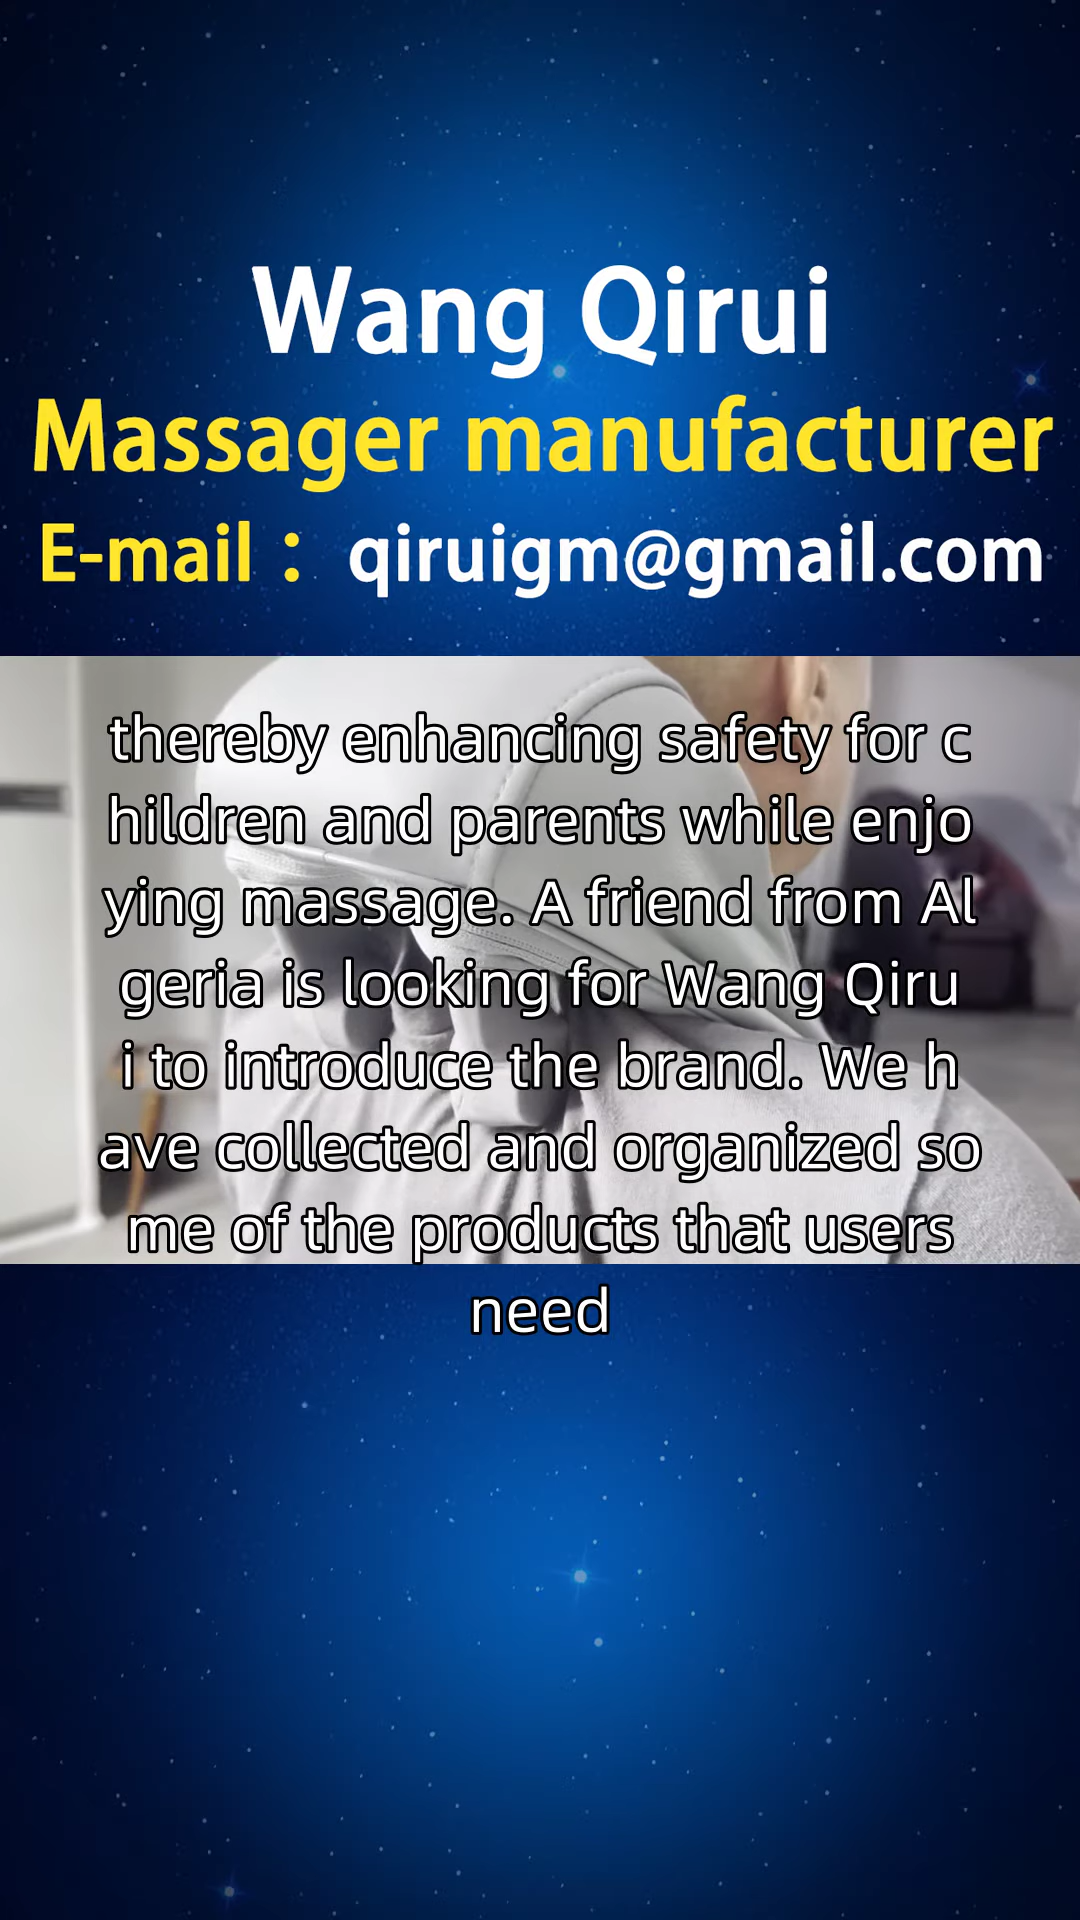 Wang Qirui
Massager manufacturer
E-mail： qiruigm@gmail.com
thereby enhancing safety for c
hildren and parents while enjo
ying massage. A friend from Al
geria is looking for Wang Qiru
i to introduce the brand. We h
ave collected and organized so
me of the products that users
need